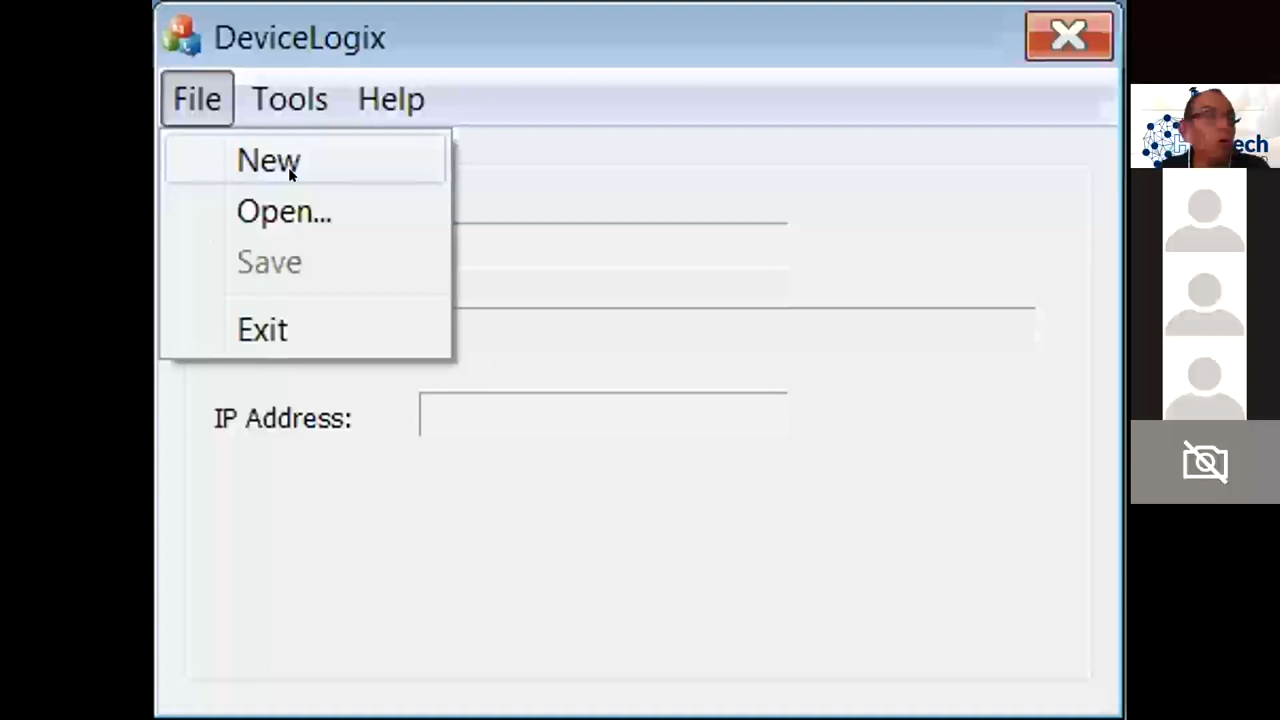 DeviceLogix
File Tools Help
New
Open...
Save
Exit
IP Address: